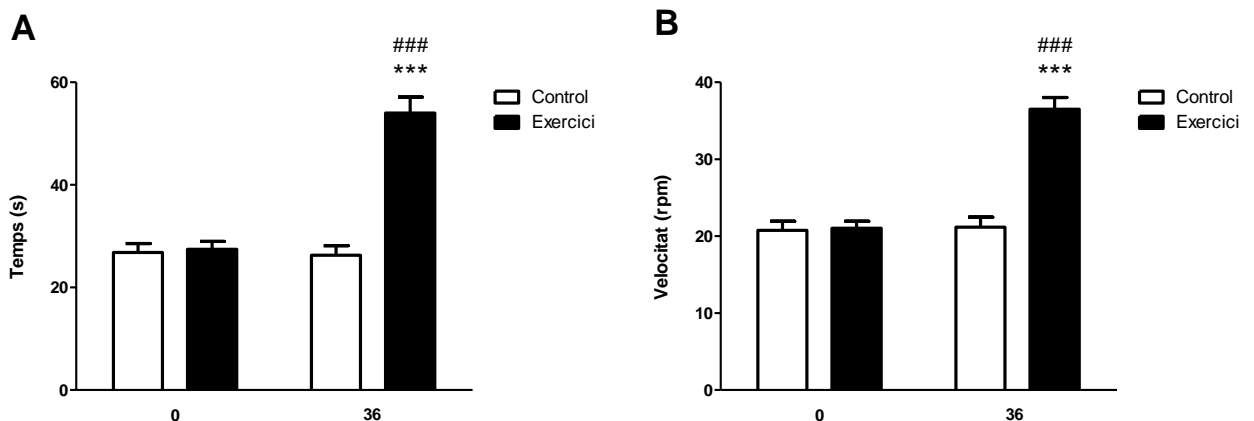 A
###
***
60
40
20
0
Temps (s)
0
36
Control
Exercici
B
###
***
40
30
20
10
0
Velocitat (rpm)
0
36
Control
Exercici